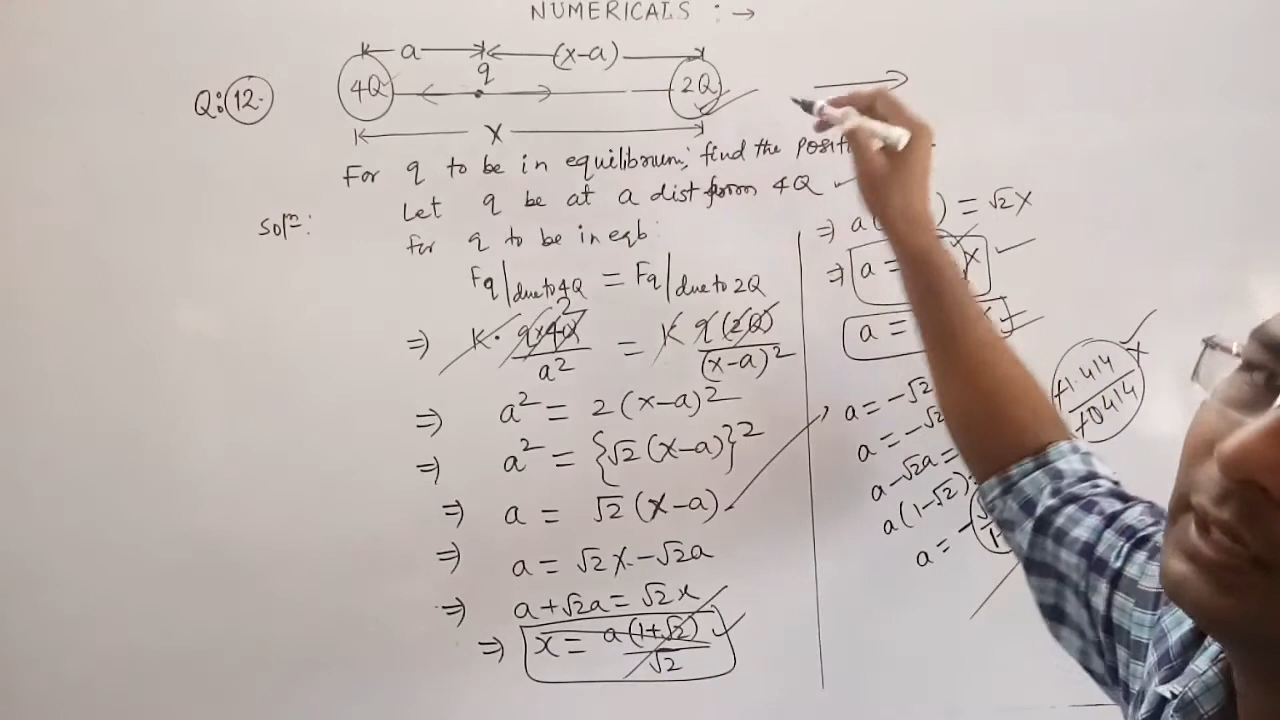 NUMERICALS : →
a (x-a)
Q:12. 4Q q 2Q
x
For q to be in equilibrium; find the
Let q be at a dist from 4Q
Solⁿ:
for q to be in eqb.
Fq|due to 4Q = Fq|due to 2Q
⇒ K. q×4Q/a² = K q(2Q)/(x-a)²
2
⇒ a² = 2(x-a)²
⇒ a² = {√2(x-a)}²
⇒ a = √2(x-a)
⇒ a = √2x - √2a
⇒ a+√2a = √2x
⇒ x = a(1+√2)/√2
⇒ a( ) = √2x
⇒ a = x
a =
a = -√2
a = -√2
a-√2a =
a(1-√2)
a = -
-1.414/-0.414 x